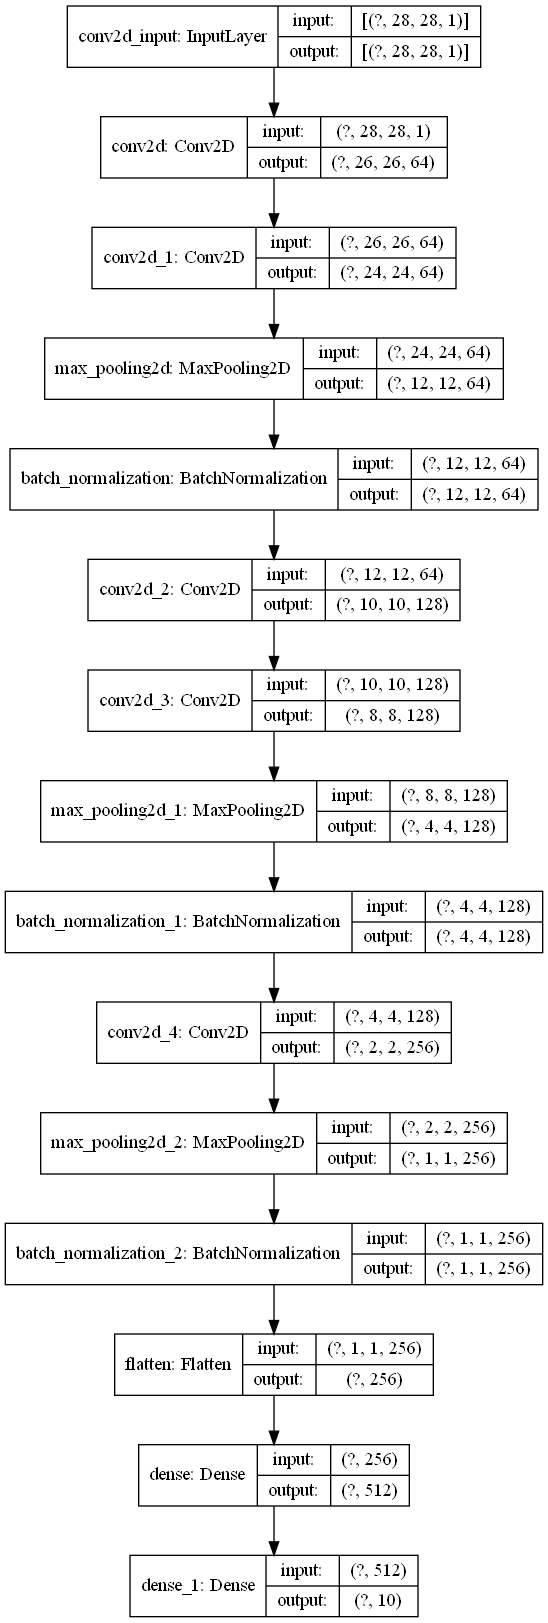 conv2d_input: InputLayer
input:
[(?, 28, 28, 1)]
output:
[(?, 28, 28, 1)]
conv2d: Conv2D
input:
(?, 28, 28, 1)
output:
(?, 26, 26, 64)
conv2d_1: Conv2D
input:
(?, 26, 26, 64)
output:
(?, 24, 24, 64)
max_pooling2d: MaxPooling2D
input:
(?, 24, 24, 64)
output:
(?, 12, 12, 64)
batch_normalization: BatchNormalization
input:
(?, 12, 12, 64)
output:
(?, 12, 12, 64)
conv2d_2: Conv2D
input:
(?, 12, 12, 64)
output:
(?, 10, 10, 128)
conv2d_3: Conv2D
input:
(?, 10, 10, 128)
output:
(?, 8, 8, 128)
max_pooling2d_1: MaxPooling2D
input:
(?, 8, 8, 128)
output:
(?, 4, 4, 128)
batch_normalization_1: BatchNormalization
input:
(?, 4, 4, 128)
output:
(?, 4, 4, 128)
conv2d_4: Conv2D
input:
(?, 4, 4, 128)
output:
(?, 2, 2, 256)
max_pooling2d_2: MaxPooling2D
input:
(?, 2, 2, 256)
output:
(?, 1, 1, 256)
batch_normalization_2: BatchNormalization
input:
(?, 1, 1, 256)
output:
(?, 1, 1, 256)
flatten: Flatten
input:
(?, 1, 1, 256)
output:
(?, 256)
dense: Dense
input:
(?, 256)
output:
(?, 512)
dense_1: Dense
input:
(?, 512)
output:
(?, 10)